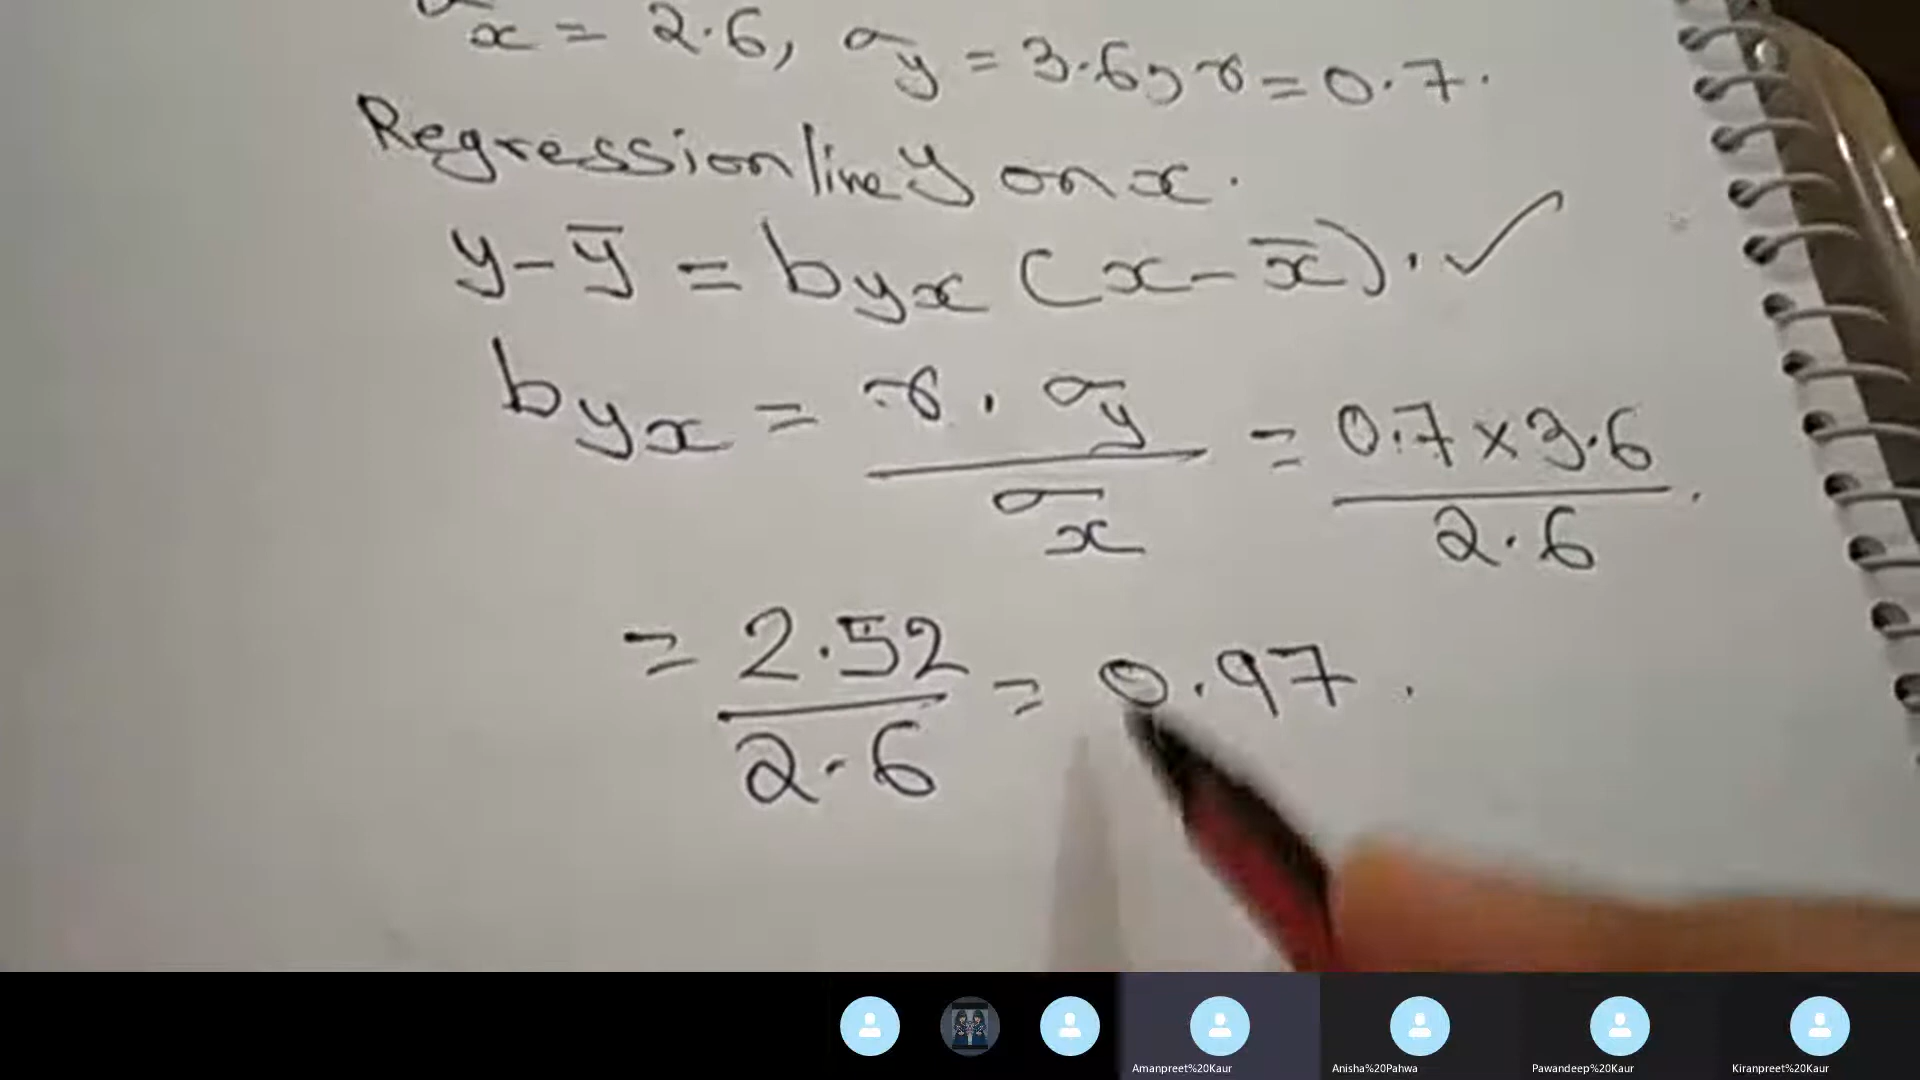 σx = 2.6, σy = 3.6, r = 0.7.
Regression line y on x.
y - ȳ = byx (x - x̄). ✓
byx = r . σy / σx = 0.7 × 3.6 / 2.6.
= 2.52 / 2.6 = 0.97.
Amanpreet%20Kaur Anisha%20Pahwa Pawandeep%20Kaur Kiranpreet%20Kaur